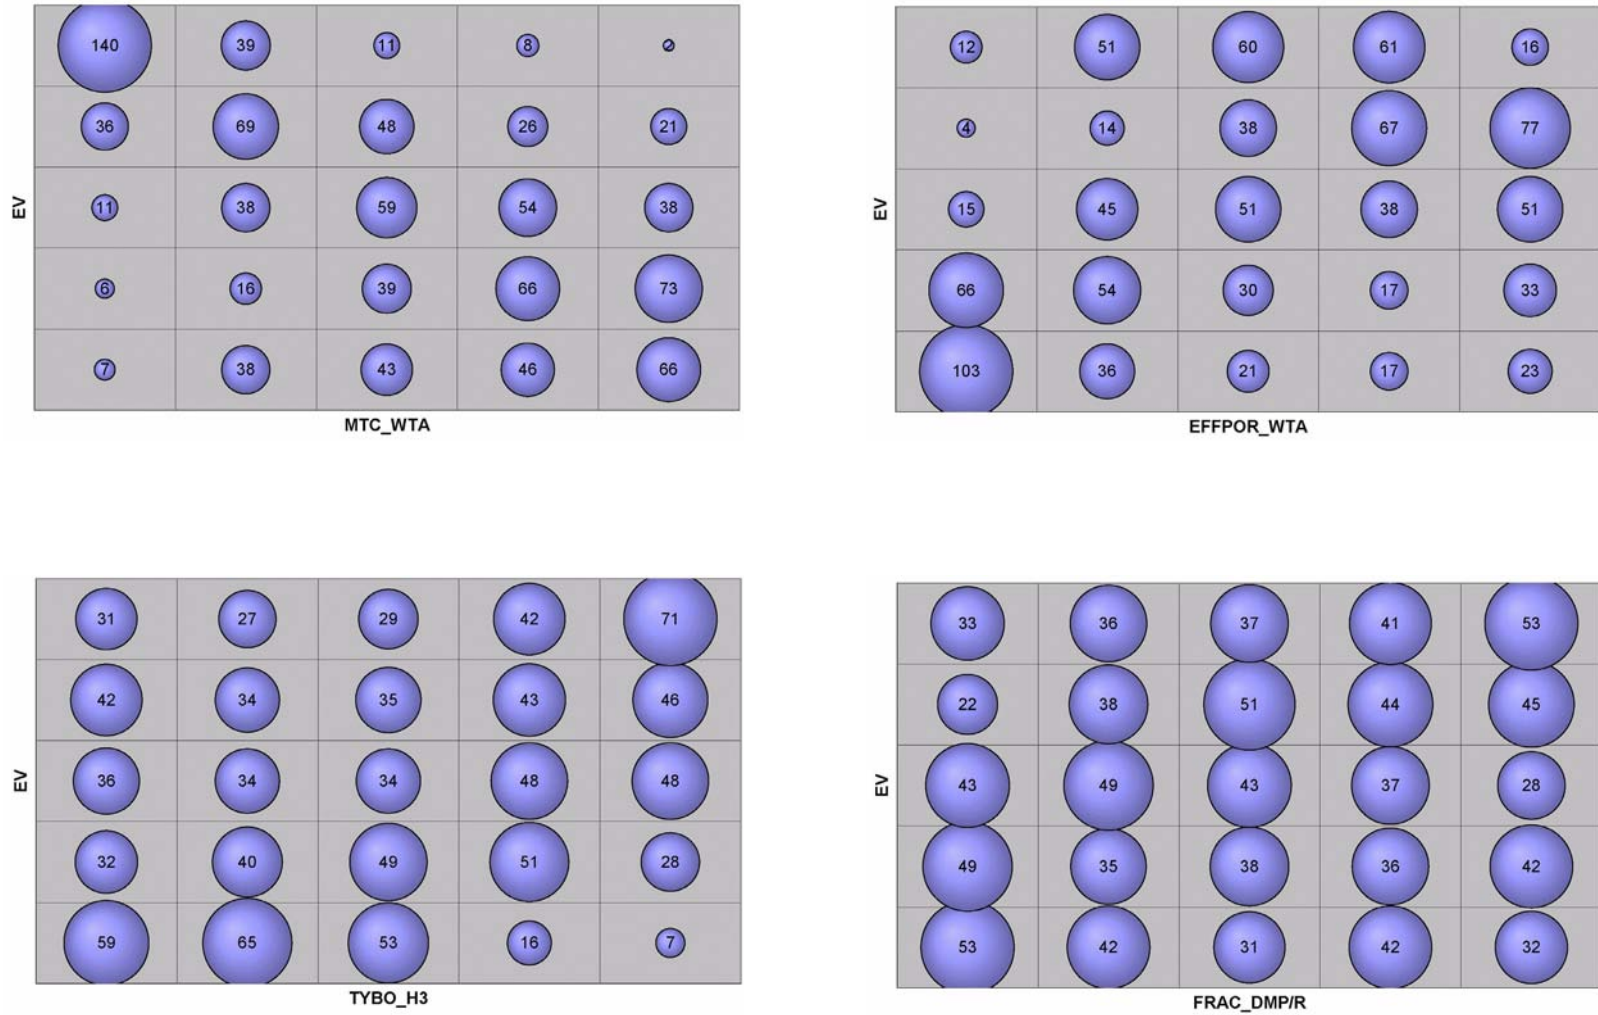 140 39 11 8 2
36 69 48 26 21
11 38 59 54 38
6 16 39 66 73
7 38 43 46 66
EV
MTC_WTA
12 51 60 61 16
4 14 38 67 77
15 45 51 38 51
66 54 30 17 33
103 36 21 17 23
EV
EFFPOR_WTA
31 27 29 42 71
42 34 35 43 46
36 34 34 48 48
32 40 49 51 28
59 65 53 16 7
EV
TYBO_H3
33 36 37 41 53
22 38 51 44 45
43 49 43 37 28
49 35 38 36 42
53 42 31 42 32
EV
FRAC_DMP/R